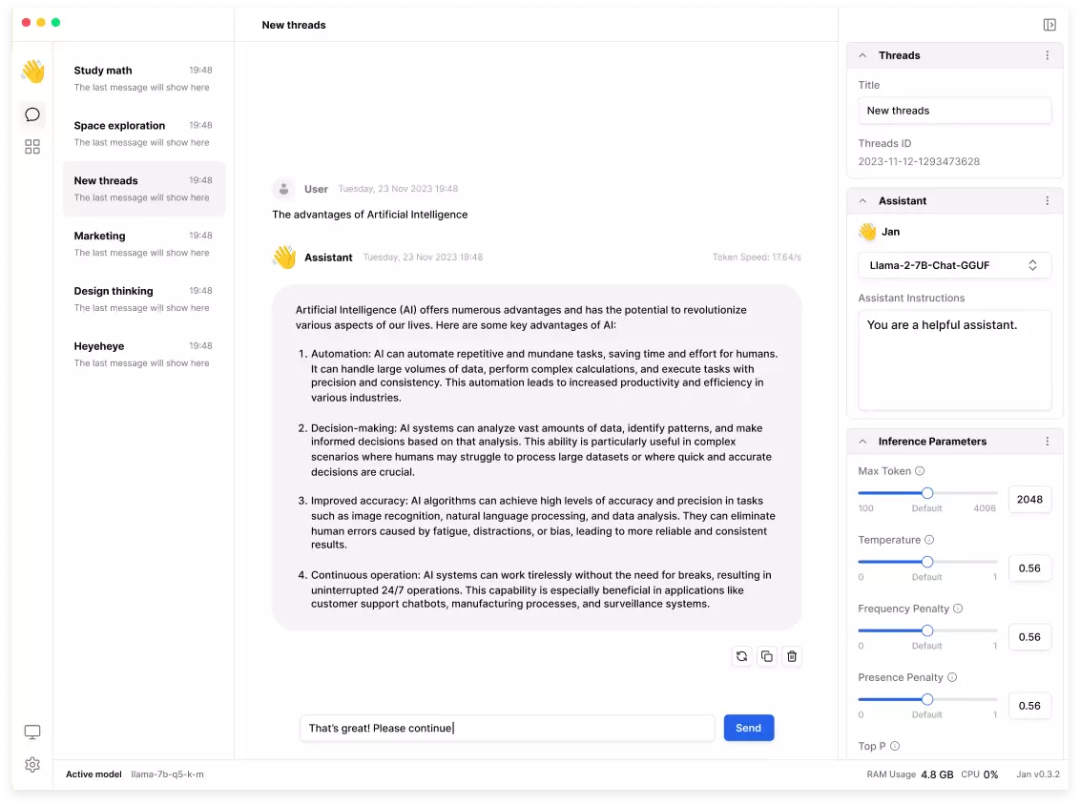 New threads
Study math 19:48
The last message will show here
Space exploration 19:48
The last message will show here
New threads 19:48
The last message will show here
Marketing 19:48
The last message will show here
Design thinking 19:48
The last message will show here
Heyeheye 19:48
The last message will show here
User Tuesday, 23 Nov 2023 19:48
The advantages of Artificial Intelligence
Assistant Tuesday, 23 Nov 2023 19:48 Token Speed: 17.64/s
Artificial Intelligence (AI) offers numerous advantages and has the potential to revolutionize
various aspects of our lives. Here are some key advantages of AI:
1. Automation: AI can automate repetitive and mundane tasks, saving time and effort for humans.
It can handle large volumes of data, perform complex calculations, and execute tasks with
precision and consistency. This automation leads to increased productivity and efficiency in
various industries.
2. Decision-making: AI systems can analyze vast amounts of data, identify patterns, and make
informed decisions based on that analysis. This ability is particularly useful in complex
scenarios where humans may struggle to process large datasets or where quick and accurate
decisions are crucial.
3. Improved accuracy: AI algorithms can achieve high levels of accuracy and precision in tasks
such as image recognition, natural language processing, and data analysis. They can eliminate
human errors caused by fatigue, distractions, or bias, leading to more reliable and consistent
results.
4. Continuous operation: AI systems can work tirelessly without the need for breaks, resulting in
uninterrupted 24/7 operations. This capability is especially beneficial in applications like
customer support chatbots, manufacturing processes, and surveillance systems.
That's great! Please continue
Send
Threads
Title
New threads
Threads ID
2023-11-12-1293473628
Assistant
Jan
Llama-2-7B-Chat-GGUF
Assistant Instructions
You are a helpful assistant.
Inference Parameters
Max Token
2048
100 Default 4096
Temperature
0.56
0 Default 1
Frequency Penalty
0.56
0 Default 1
Presence Penalty
0.56
0 Default 1
Top P
Active model llama-7b-q5-k-m
RAM Usage 4.8 GB CPU 0% Jan v0.3.2